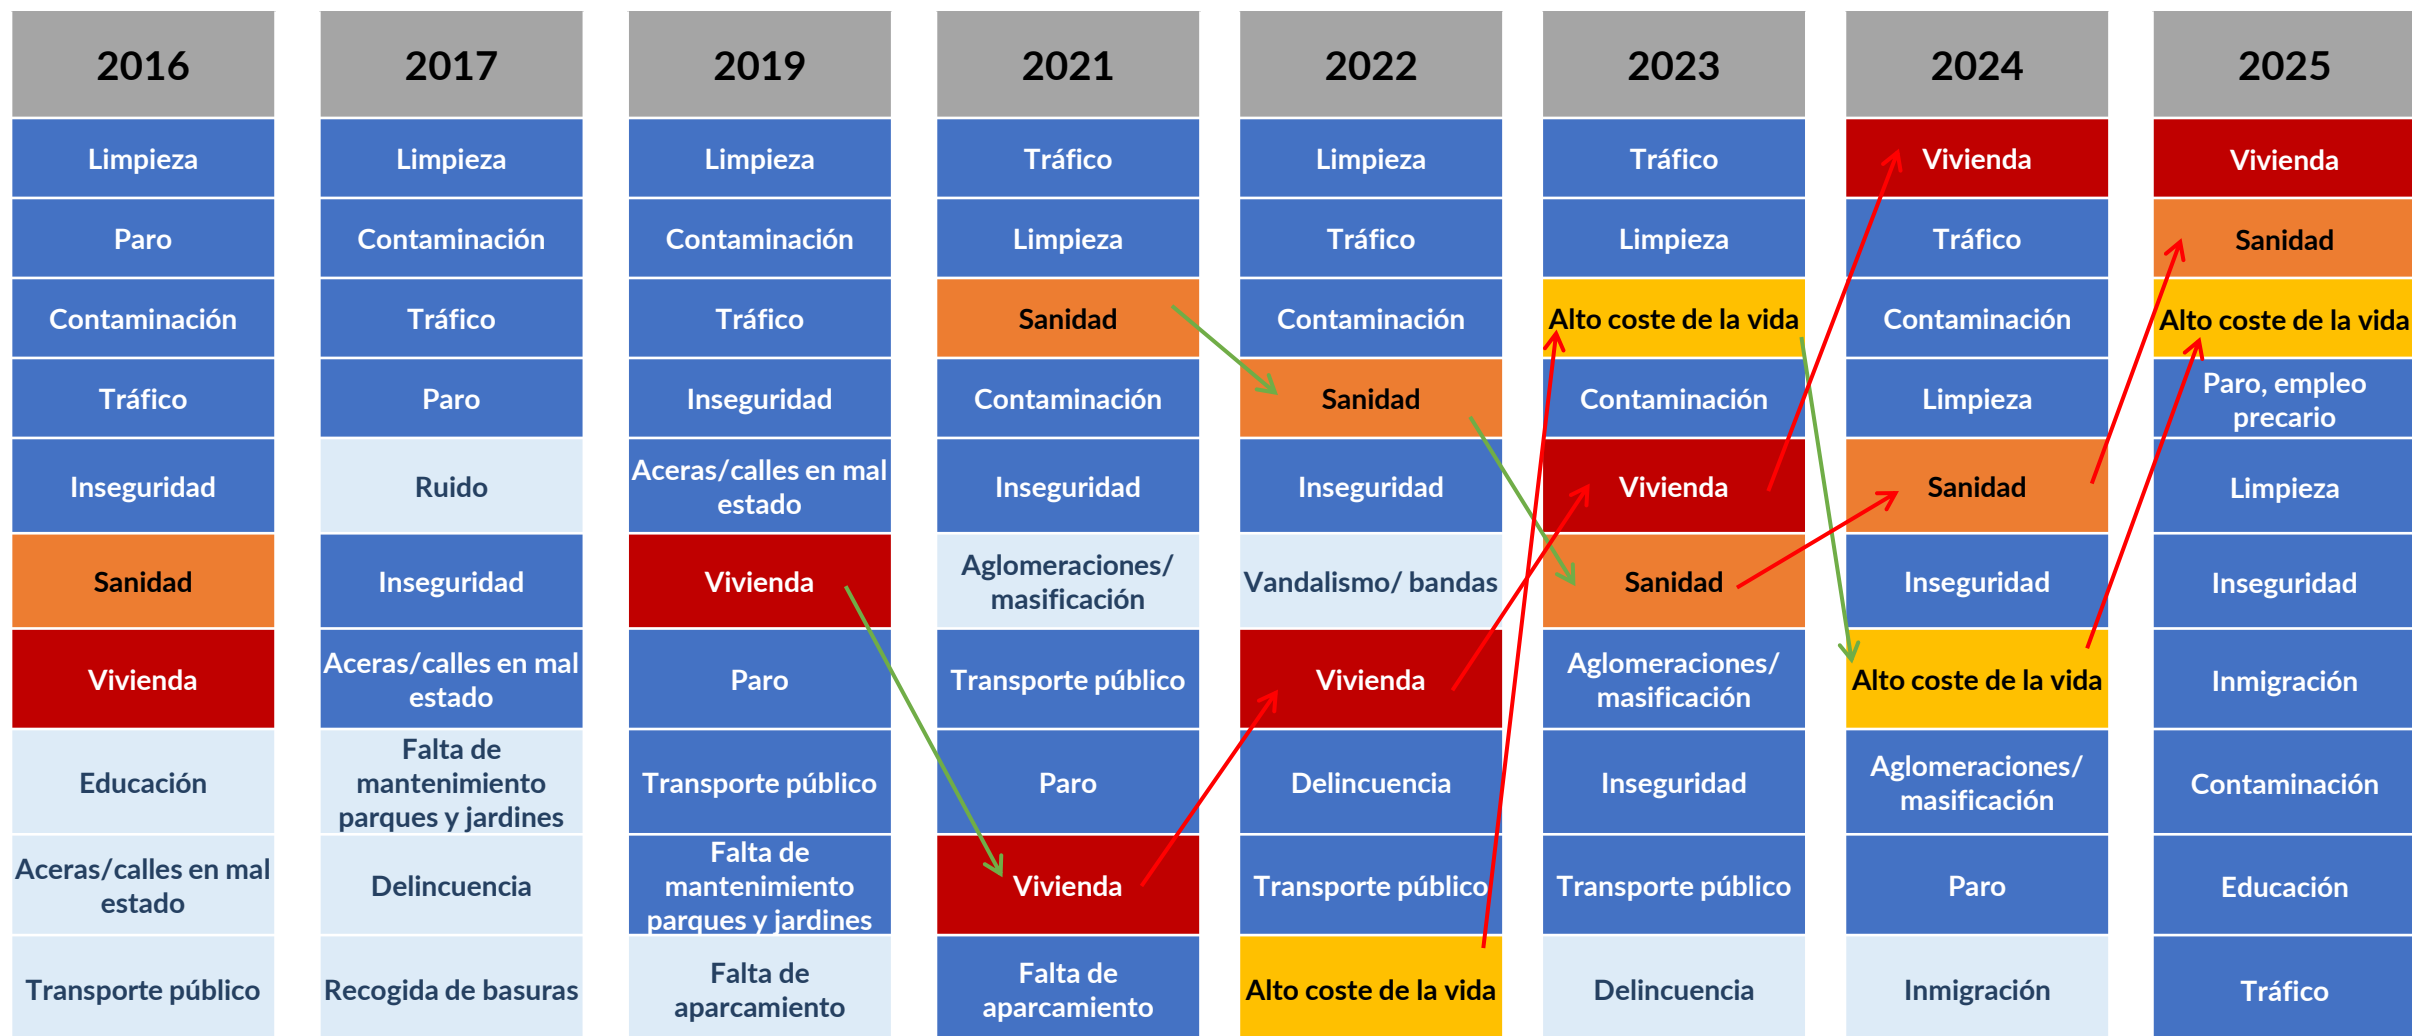 2016
2017
2019
2021
2022
2023
2024
2025
Limpieza
Limpieza
Limpieza
Tráfico
Limpieza
Tráfico
Vivienda
Vivienda
Paro
Contaminación
Contaminación
Limpieza
Tráfico
Limpieza
Tráfico
Sanidad
Contaminación
Tráfico
Tráfico
Sanidad
Contaminación
Alto coste de la vida
Contaminación
Alto coste de la vida
Tráfico
Paro
Inseguridad
Contaminación
Sanidad
Contaminación
Limpieza
Paro, empleo
precario
Inseguridad
Ruido
Aceras/calles en mal
estado
Inseguridad
Inseguridad
Vivienda
Sanidad
Limpieza
Sanidad
Inseguridad
Vivienda
Aglomeraciones/
masificación
Vandalismo/ bandas
Sanidad
Inseguridad
Inseguridad
Vivienda
Aceras/calles en mal
estado
Paro
Transporte público
Vivienda
Aglomeraciones/
masificación
Alto coste de la vida
Inmigración
Educación
Falta de
mantenimiento
parques y jardines
Transporte público
Paro
Delincuencia
Inseguridad
Aglomeraciones/
masificación
Contaminación
Aceras/calles en mal
estado
Delincuencia
Falta de
mantenimiento
parques y jardines
Vivienda
Transporte público
Transporte público
Paro
Educación
Transporte público
Recogida de basuras
Falta de
aparcamiento
Falta de
aparcamiento
Alto coste de la vida
Delincuencia
Inmigración
Tráfico